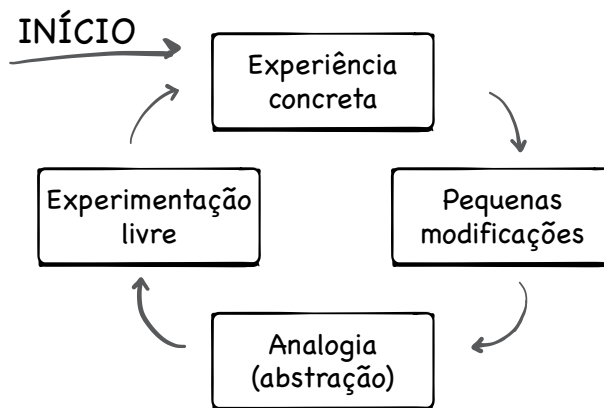 INÍCIO
Experiência
concreta
Experimentação
livre
Pequenas
modificações
Analogia
(abstração)